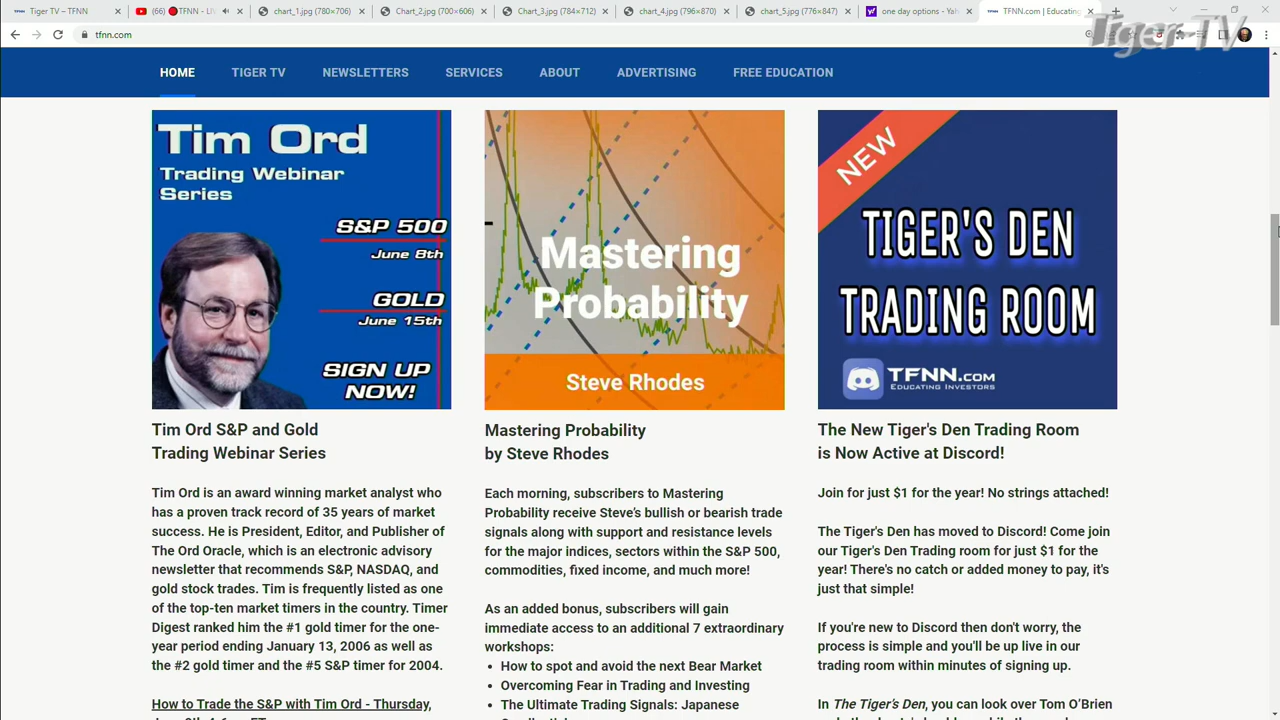 Tiger TV – TFNN
(66) 🔴TFNN - LIV
chart_1.jpg (780×706)
Chart_2.jpg (700×606)
Chart_3.jpg (784×712)
chart_4.jpg (796×870)
chart_5.jpg (776×847)
one day options - Yah
TFNN.com | Educating
Tiger TV
tfnn.com
HOME
TIGER TV
NEWSLETTERS
SERVICES
ABOUT
ADVERTISING
FREE EDUCATION
Tim Ord
Trading Webinar
Series
S&P 500
June 8th
GOLD
June 15th
SIGN UP
NOW!
Tim Ord S&P and Gold
Trading Webinar Series
Tim Ord is an award winning market analyst who
has a proven track record of 35 years of market
success. He is President, Editor, and Publisher of
The Ord Oracle, which is an electronic advisory
newsletter that recommends S&P, NASDAQ, and
gold stock trades. Tim is frequently listed as one
of the top-ten market timers in the country. Timer
Digest ranked him the #1 gold timer for the one-
year period ending January 13, 2006 as well as
the #2 gold timer and the #5 S&P timer for 2004.
How to Trade the S&P with Tim Ord - Thursday,
Mastering
Probability
Steve Rhodes
Mastering Probability
by Steve Rhodes
Each morning, subscribers to Mastering
Probability receive Steve's bullish or bearish trade
signals along with support and resistance levels
for the major indices, sectors within the S&P 500,
commodities, fixed income, and much more!
As an added bonus, subscribers will gain
immediate access to an additional 7 extraordinary
workshops:
• How to spot and avoid the next Bear Market
• Overcoming Fear in Trading and Investing
• The Ultimate Trading Signals: Japanese
NEW
TIGER'S DEN
TRADING ROOM
TFNN.com
EDUCATING INVESTORS
The New Tiger's Den Trading Room
is Now Active at Discord!
Join for just $1 for the year! No strings attached!
The Tiger's Den has moved to Discord! Come join
our Tiger's Den Trading room for just $1 for the
year! There's no catch or added money to pay, it's
just that simple!
If you're new to Discord then don't worry, the
process is simple and you'll be up live in our
trading room within minutes of signing up.
In The Tiger's Den, you can look over Tom O'Brien